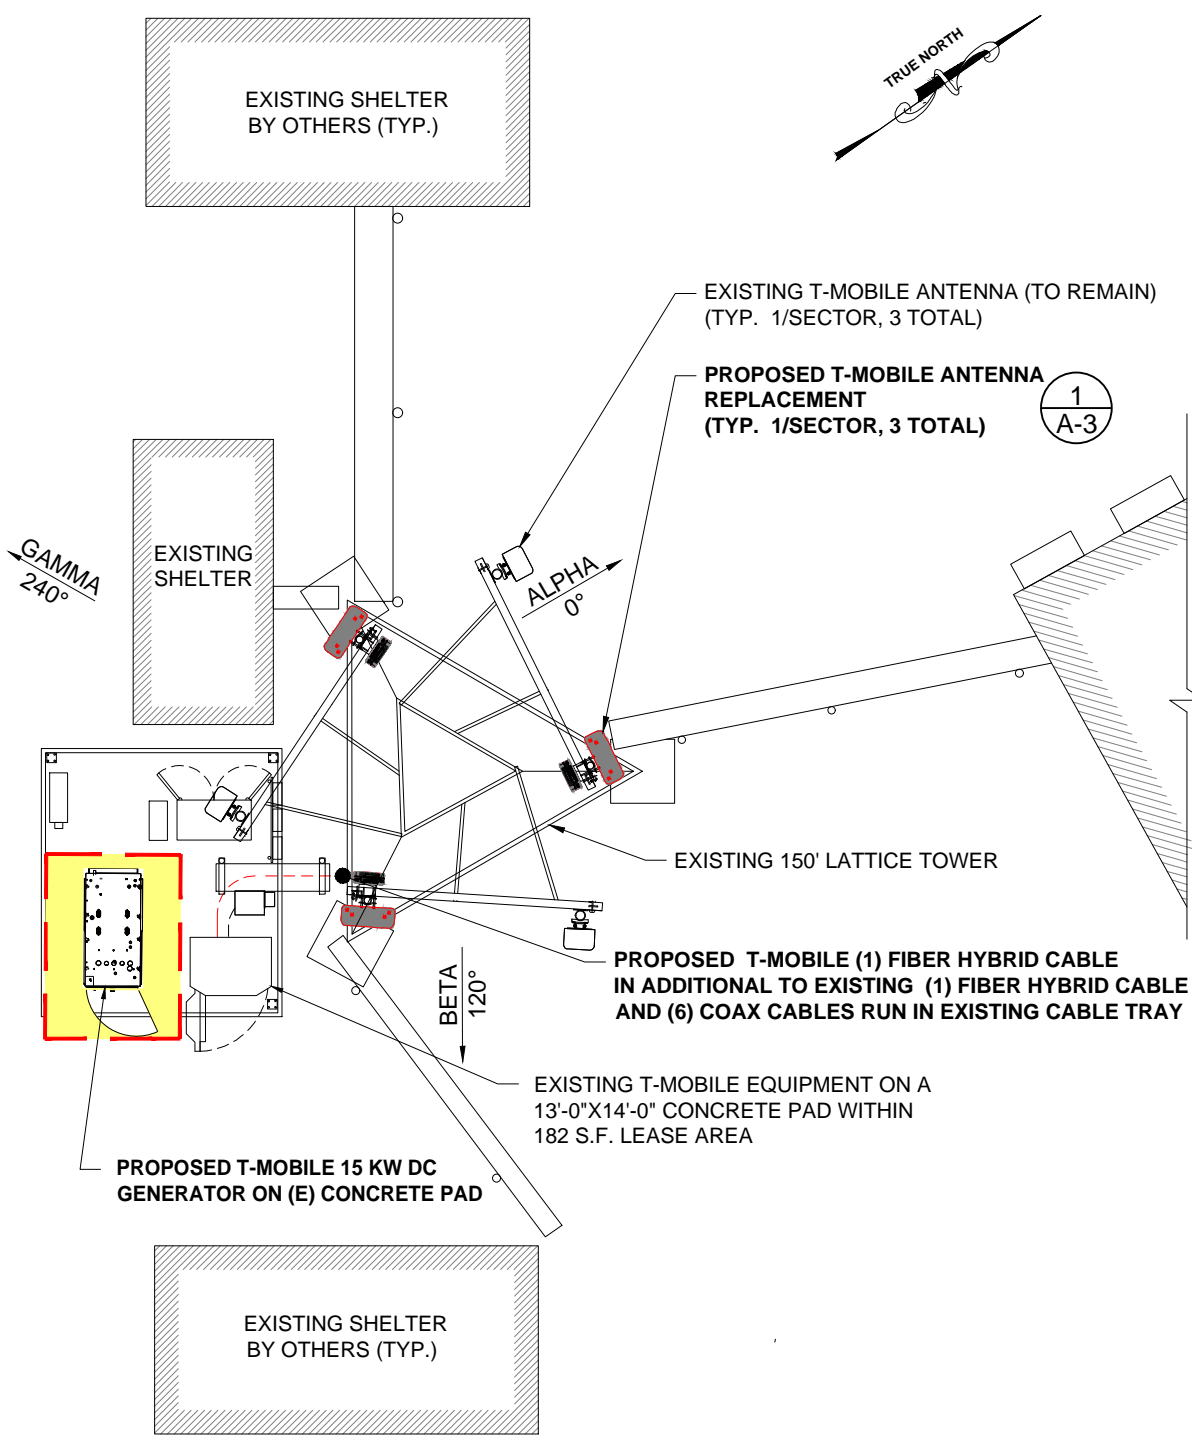 EXISTING SHELTER
BY OTHERS (TYP.)
TRUE NORTH
N
EXISTING T-MOBILE ANTENNA (TO REMAIN)
(TYP.  1/SECTOR, 3 TOTAL)
PROPOSED T-MOBILE ANTENNA
REPLACEMENT
(TYP.  1/SECTOR, 3 TOTAL)
1
A-3
GAMMA
240°
EXISTING
SHELTER
ALPHA
0°
EXISTING 150' LATTICE TOWER
PROPOSED  T-MOBILE (1) FIBER HYBRID CABLE
IN ADDITIONAL TO EXISTING  (1) FIBER HYBRID CABLE
AND (6) COAX CABLES RUN IN EXISTING CABLE TRAY
BETA
120°
EXISTING T-MOBILE EQUIPMENT ON A
13'-0"X14'-0" CONCRETE PAD WITHIN
182 S.F. LEASE AREA
PROPOSED T-MOBILE 15 KW DC
GENERATOR ON (E) CONCRETE PAD
EXISTING SHELTER
BY OTHERS (TYP.)